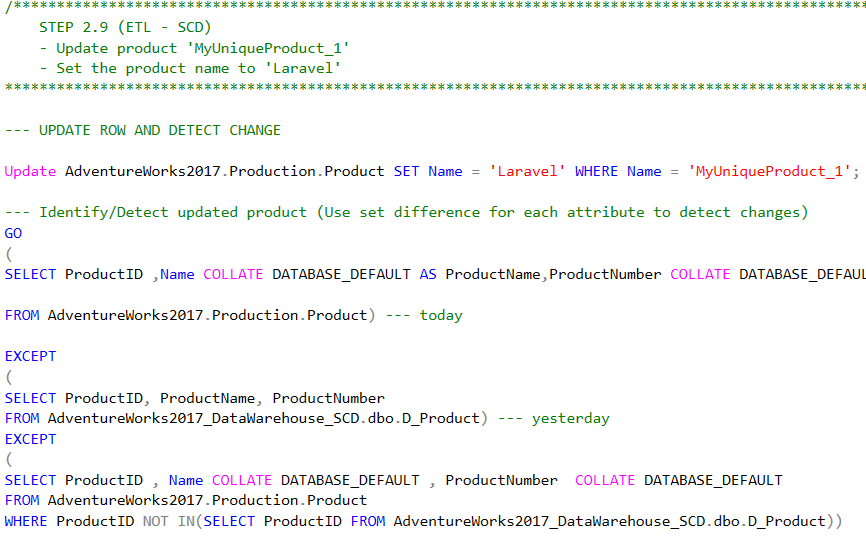 /****************************************************************************************************
STEP 2.9 (ETL - SCD)
- Update product 'MyUniqueProduct_1'
- Set the product name to 'Laravel'
****************************************************************************************************
--- UPDATE ROW AND DETECT CHANGE
Update AdventureWorks2017.Production.Product SET Name = 'Laravel' WHERE Name = 'MyUniqueProduct_1';
--- Identify/Detect updated product (Use set difference for each attribute to detect changes)
GO
(
SELECT ProductID ,Name COLLATE DATABASE_DEFAULT AS ProductName,ProductNumber COLLATE
FROM AdventureWorks2017.Production.Product) --- today
EXCEPT
(
SELECT ProductID, ProductName, ProductNumber
FROM AdventureWorks2017_DataWarehouse_SCD.dbo.D_Product) --- yesterday
EXCEPT
(
SELECT ProductID , Name COLLATE DATABASE_DEFAULT , ProductNumber  COLLATE DATABASE_DEFAULT
FROM AdventureWorks2017.Production.Product
WHERE ProductID NOT IN(SELECT ProductID FROM AdventureWorks2017_DataWarehouse_SCD.dbo.D_Product))